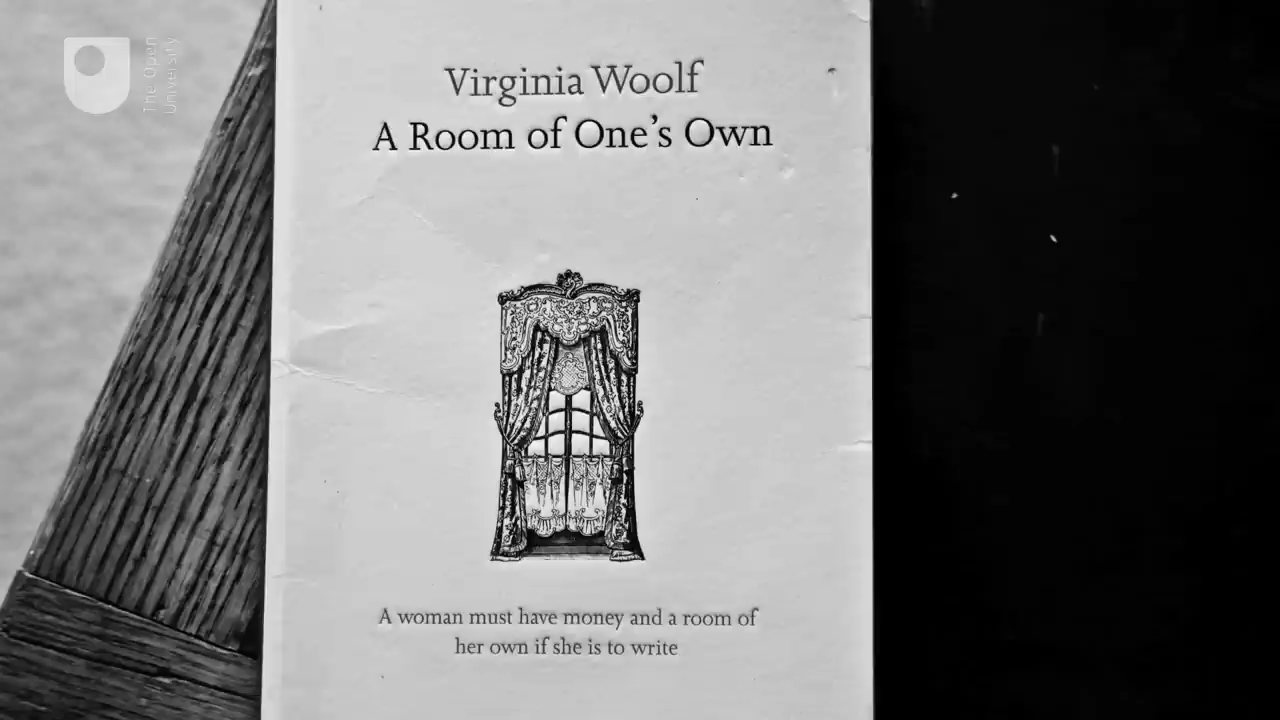 The Open
University
Virginia Woolf
A Room of One's Own
A woman must have money and a room of
her own if she is to write